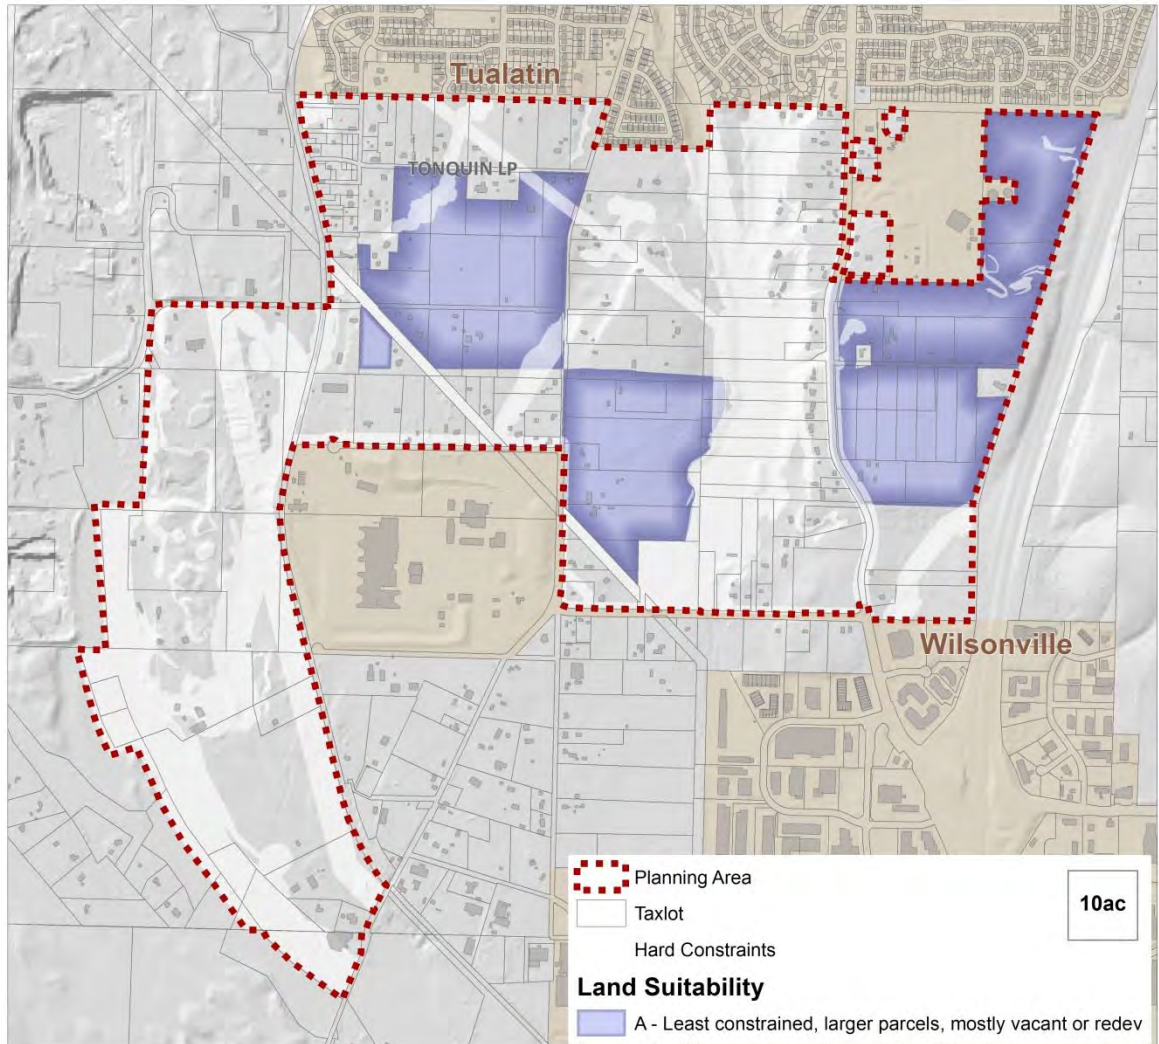 Tualatin
TONQUIN LP
Wilsonville
Planning Area
Taxlot
10ac
Hard Constraints
Land Suitability
A - Least constrained, larger parcels, mostly vacant or redev